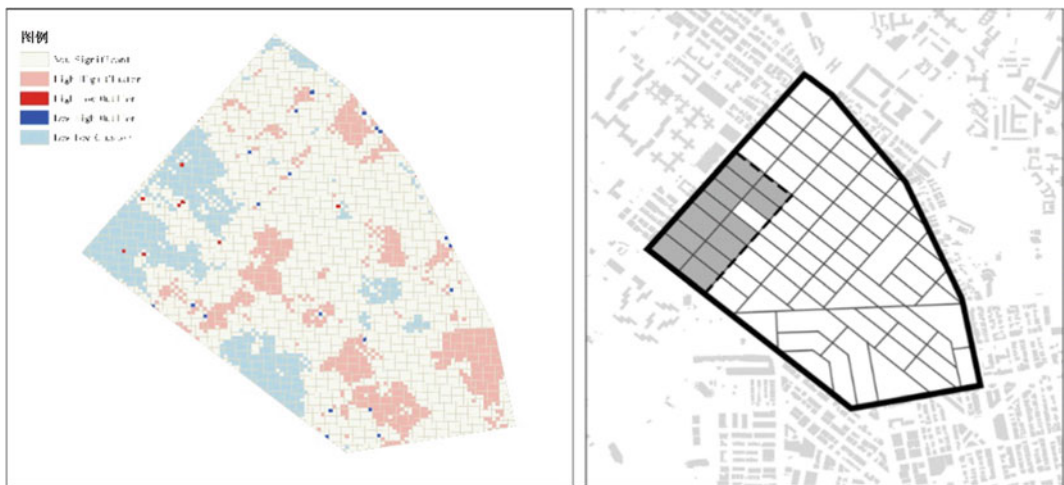 图例
Not Significant
High-High Cluster
High-Low Outlier
Low-High Outlier
Low-Low Cluster